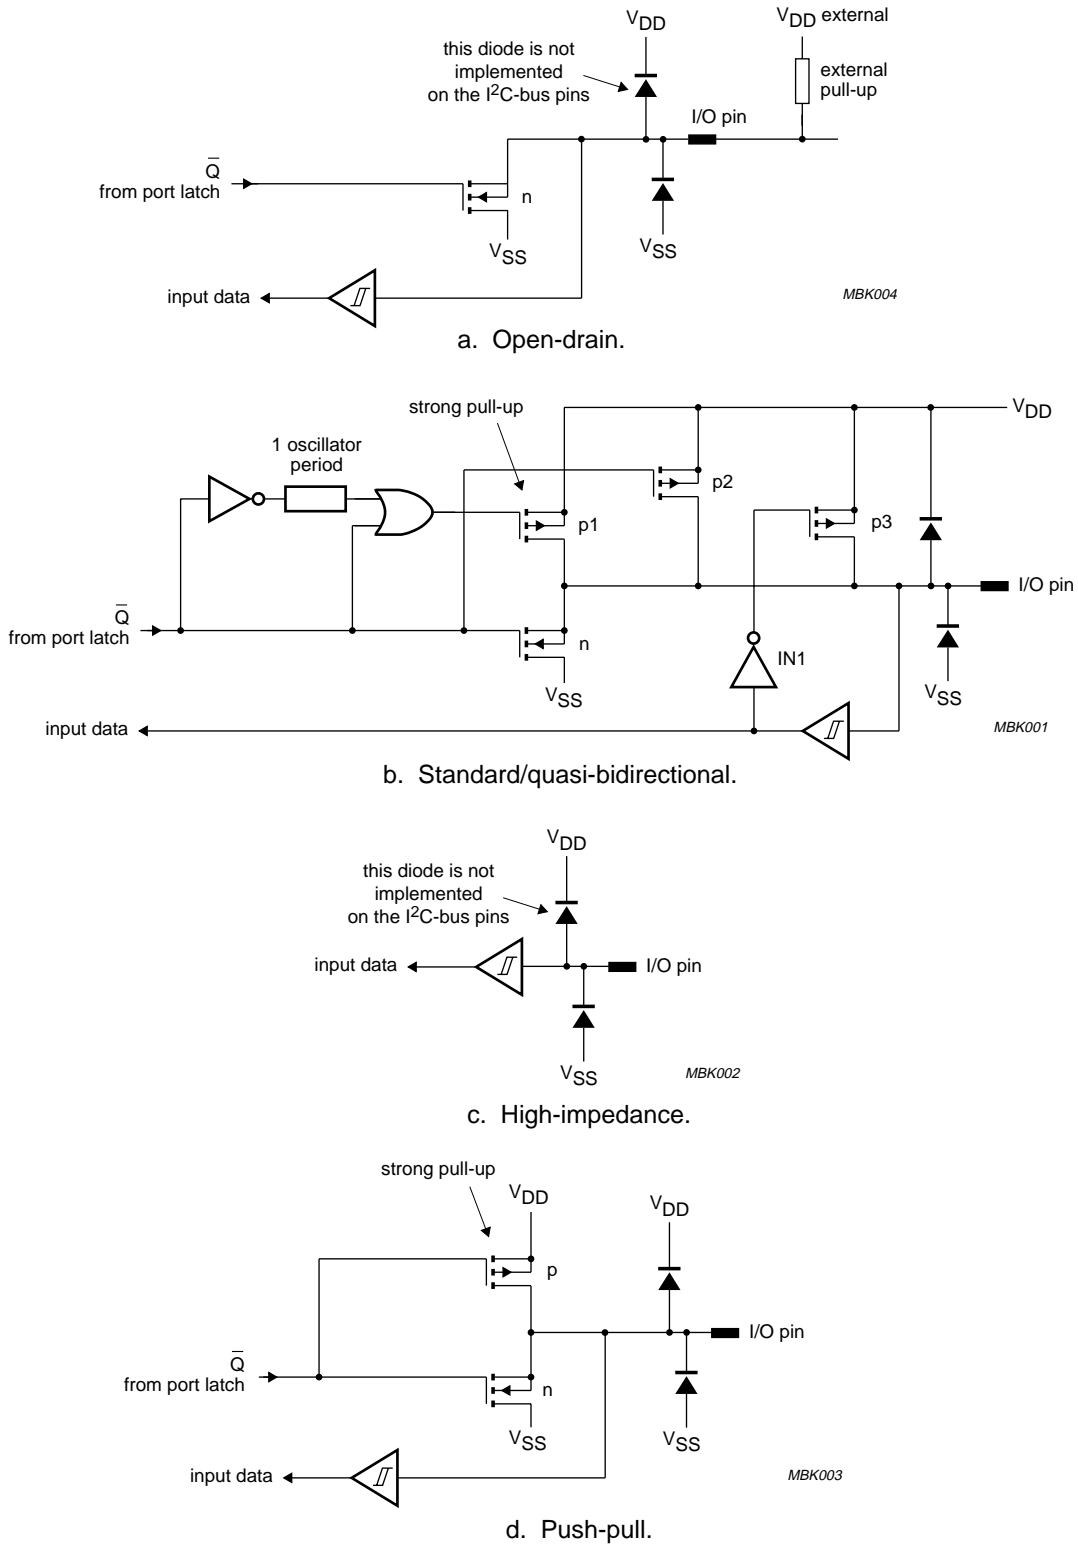 VDD
VDD external
this diode is not
implemented
on the I2C-bus pins
external
pull-up
I/O pin
Q̅
from port latch
n
VSS
VSS
input data
MBK004
a. Open-drain.
strong pull-up
VDD
1 oscillator
period
p2
p1
p3
I/O pin
Q̅
from port latch
n
IN1
VSS
VSS
input data
MBK001
b. Standard/quasi-bidirectional.
VDD
this diode is not
implemented
on the I2C-bus pins
input data
I/O pin
VSS
MBK002
c. High-impedance.
strong pull-up
VDD
VDD
p
I/O pin
Q̅
from port latch
n
VSS
VSS
input data
MBK003
d. Push-pull.